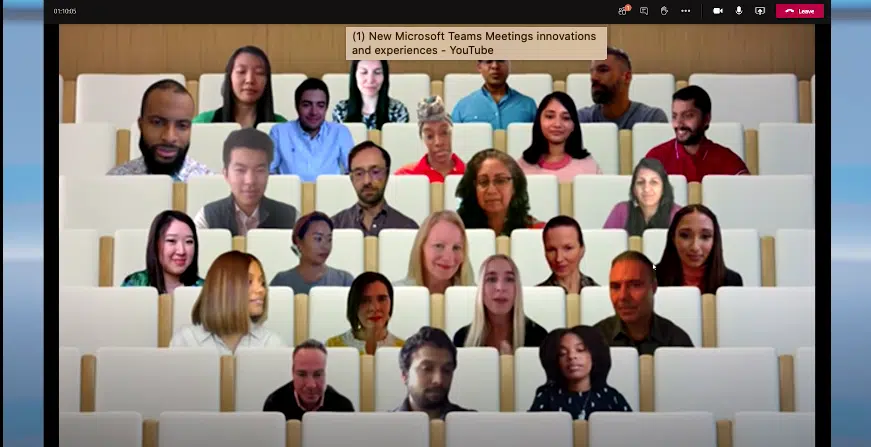 01:10:05
Leave
(1) New Microsoft Teams Meetings innovations
and experiences - YouTube